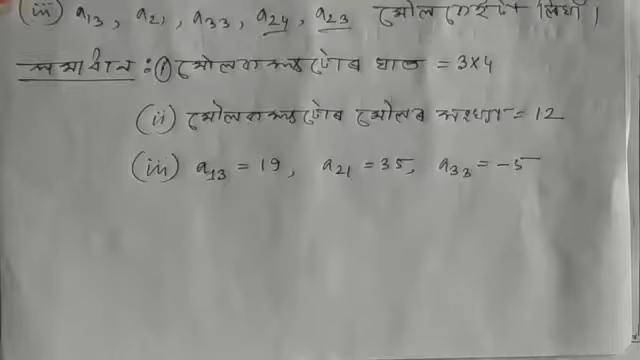 (iii) a₁₃, a₂₁, a₃₃, a₂₄, a₂₃ মৌল কেইটা লিখা।
সমাধান : (i) মৌলকক্ষটোৰ ঘাত = 3×4
(ii) মৌলকক্ষটোৰ মৌলৰ সংখ্যা = 12
(iii) a₁₃ = 19, a₂₁ = 35, a₃₃ = -5